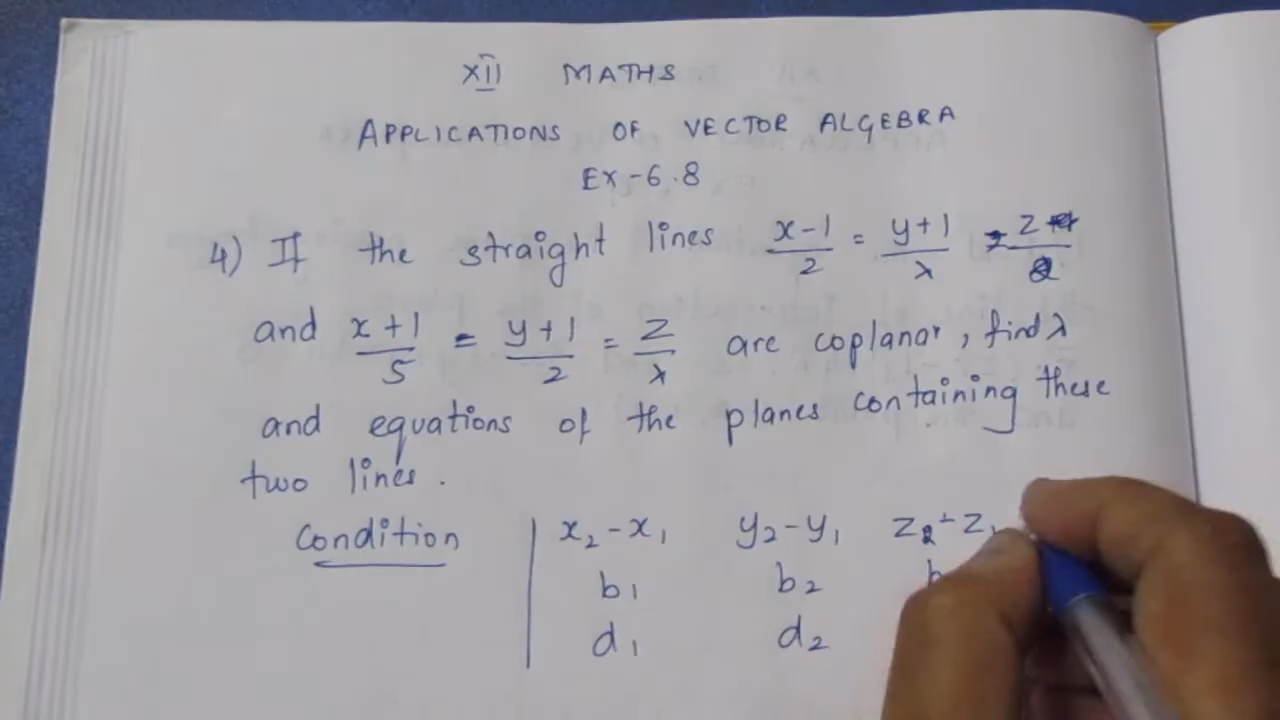 XII MATHS
APPLICATIONS OF VECTOR ALGEBRA
Ex-6.8
4) If the straight lines x-1/2 = y+1/λ = z/2
and x+1/5 = y+1/2 = z/λ are coplanar, find λ
and equations of the planes containing these
two lines.
Condition | x₂-x₁ y₂-y₁ z₂-z₁
b₁ b₂ b
d₁ d₂